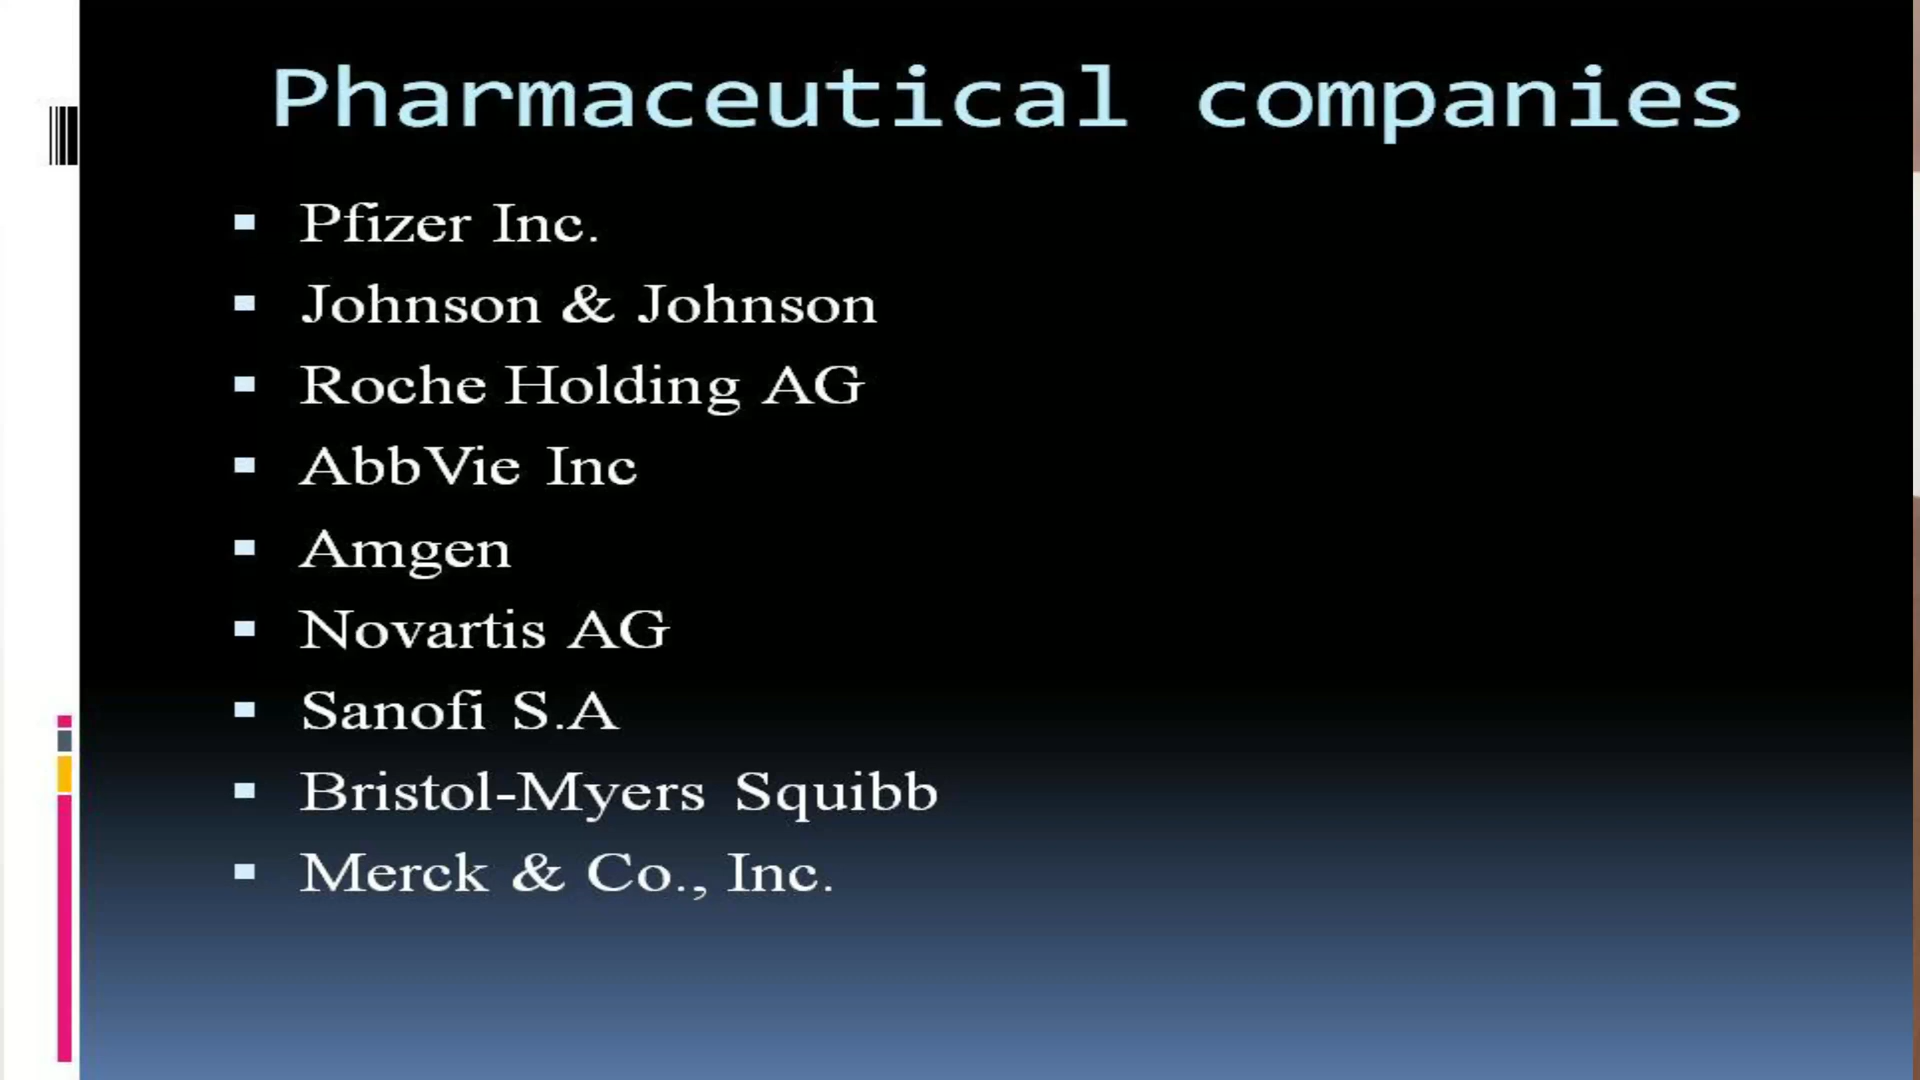 Pharmaceutical companies
Pfizer Inc.
Johnson & Johnson
Roche Holding AG
AbbVie Inc
Amgen
Novartis AG
Sanofi S.A
Bristol-Myers Squibb
Merck & Co., Inc.